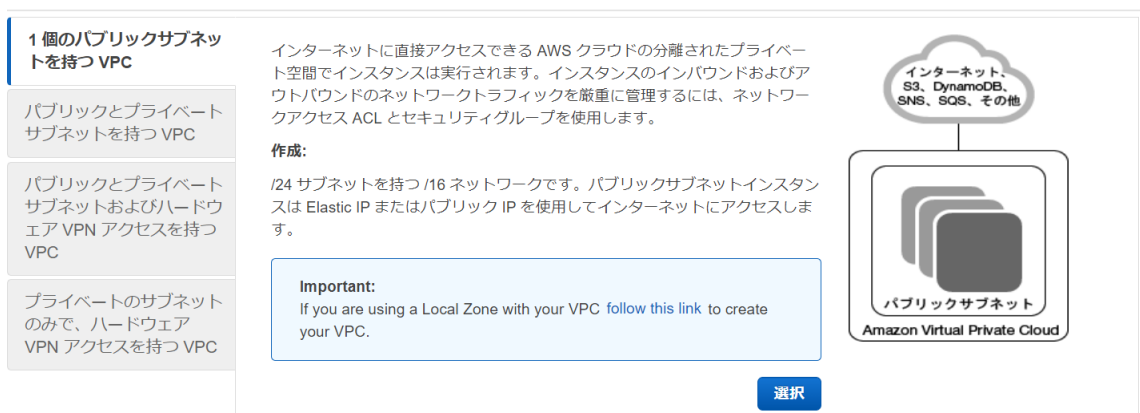 1 個のパブリックサブネッ
トを持つ VPC
パブリックとプライベート
サブネットを持つ VPC
パブリックとプライベート
サブネットおよびハードウ
ェア VPN アクセスを持つ
VPC
プライベートのサブネット
のみで、ハードウェア
VPN アクセスを持つ VPC
インターネットに直接アクセスできる AWS クラウドの分離されたプライベー
ト空間でインスタンスは実行されます。インスタンスのインバウンドおよびア
ウトバウンドのネットワークトラフィックを厳重に管理するには、ネットワー
クアクセス ACL とセキュリティグループを使用します。
作成:
/24 サブネットを持つ /16 ネットワークです。パブリックサブネットインスタン
スは Elastic IP またはパブリック IP を使用してインターネットにアクセスしま
す。
Important:
If you are using a Local Zone with your VPC follow this link to create
your VPC.
選択
インターネット、
S3、DynamoDB、
SNS、SQS、その他
パブリックサブネット
Amazon Virtual Private Cloud